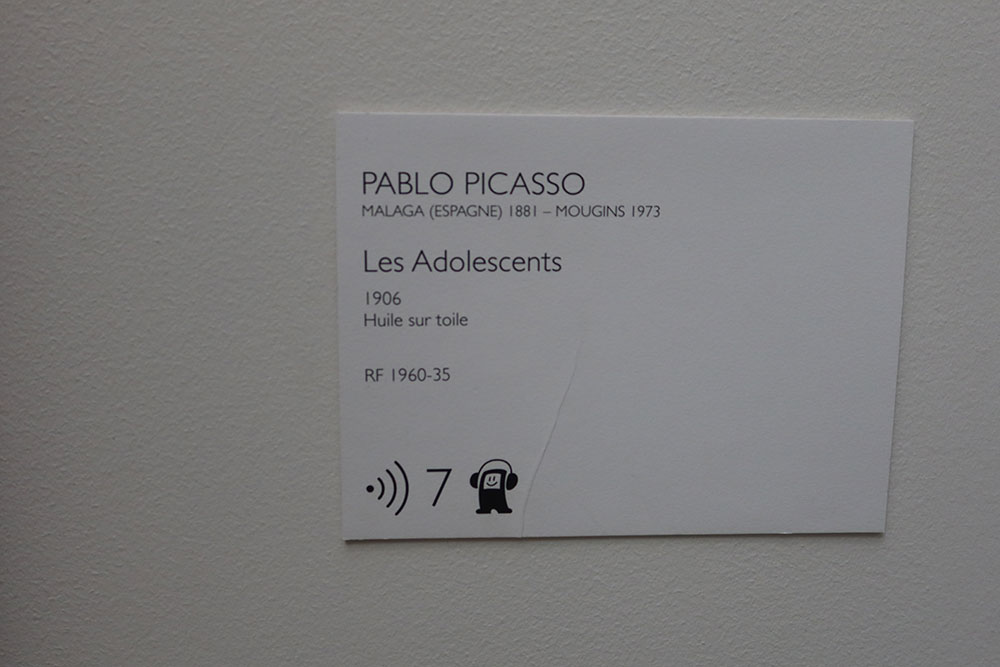 PABLO PICASSO
MALAGA (ESPAGNE) 1881 – MOUGINS 1973
Les Adolescents
1906
Huile sur toile
RF 1960-35
7